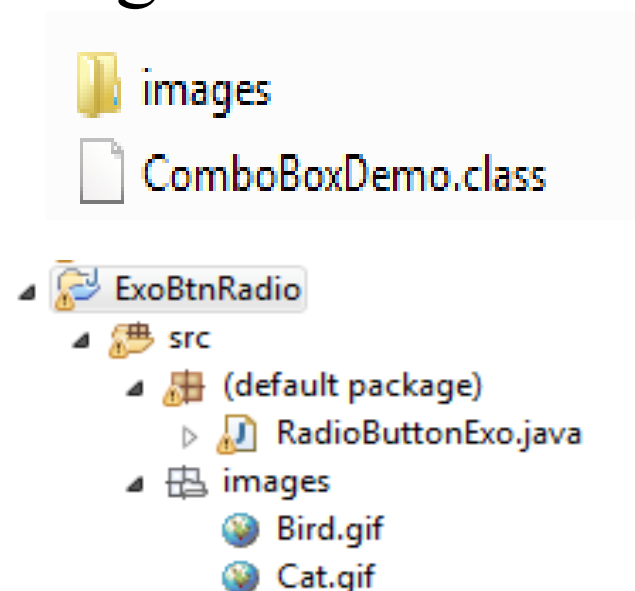 images
ComboBoxDemo.class
ExoBtnRadio
src
(default package)
RadioButtonExo.java
images
Bird.gif
Cat.gif